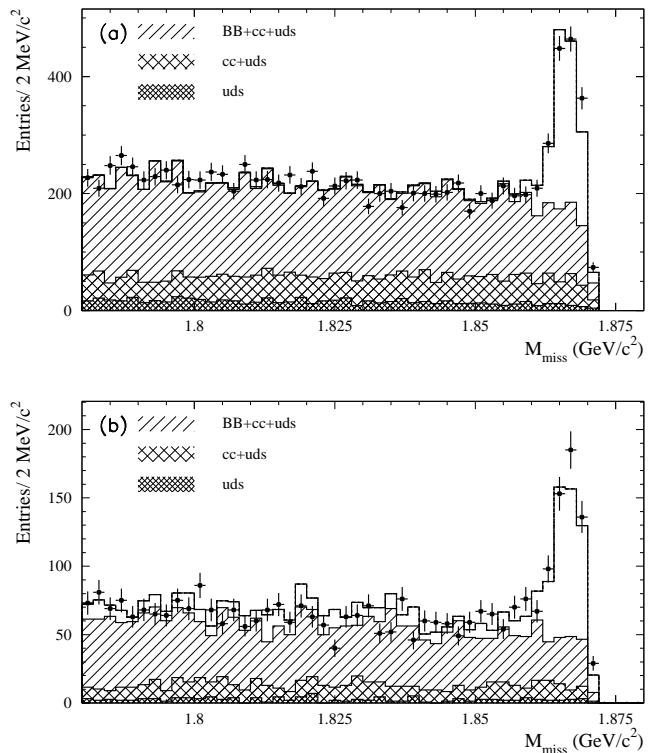 (a)
BB+cc+uds
cc+uds
uds
Entries/ 2 MeV/c²
400
200
0
1.8
1.825
1.85
1.875
M_miss (GeV/c²)
(b)
BB+cc+uds
cc+uds
uds
Entries/ 2 MeV/c²
200
150
100
50
0
1.8
1.825
1.85
1.875
M_miss (GeV/c²)